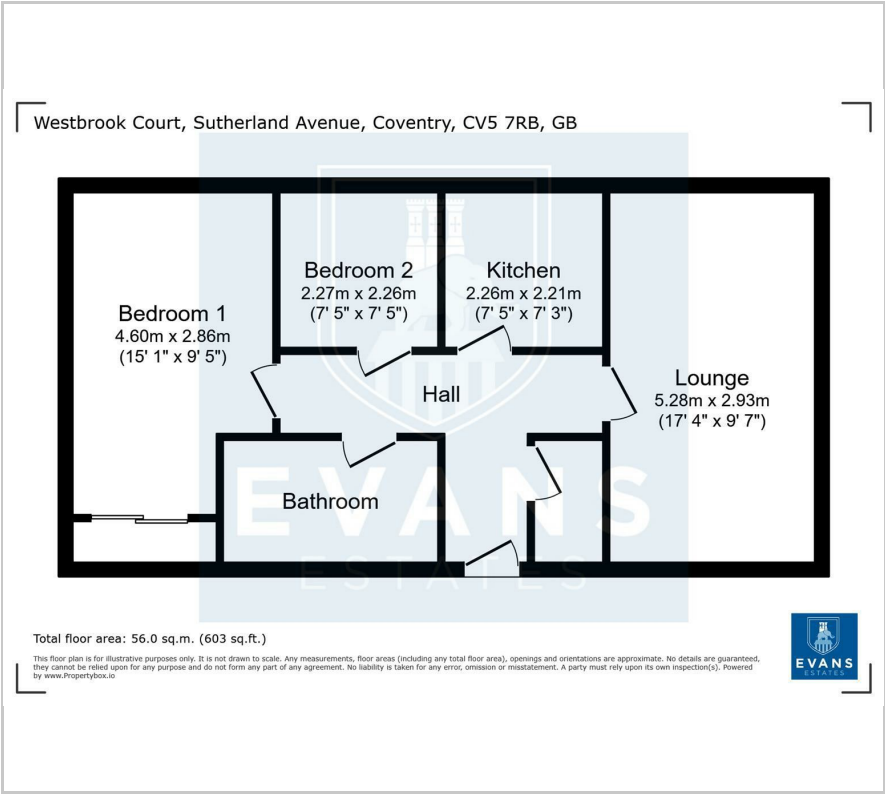 Westbrook Court, Sutherland Avenue, Coventry, CV5 7RB, GB
Bedroom 1
4.60m x 2.86m
(15' 1" x 9' 5")
Bedroom 2
2.27m x 2.26m
(7' 5" x 7' 5")
Kitchen
2.26m x 2.21m
(7' 5" x 7' 3")
Hall
Lounge
5.28m x 2.93m
(17' 4" x 9' 7")
Bathroom
EVANS
ESTATES
Total floor area: 56.0 sq.m. (603 sq.ft.)
This floor plan is for illustrative purposes only. It is not drawn to scale. Any measurements, floor areas (including any total floor area), openings and orientations are approximate. No details are guaranteed,
they cannot be relied upon for any purpose and do not form any part of any agreement. No liability is taken for any error, omission or misstatement. A party must rely upon its own inspection(s). Powered
by www.Propertybox.io
EVANS
ESTATES